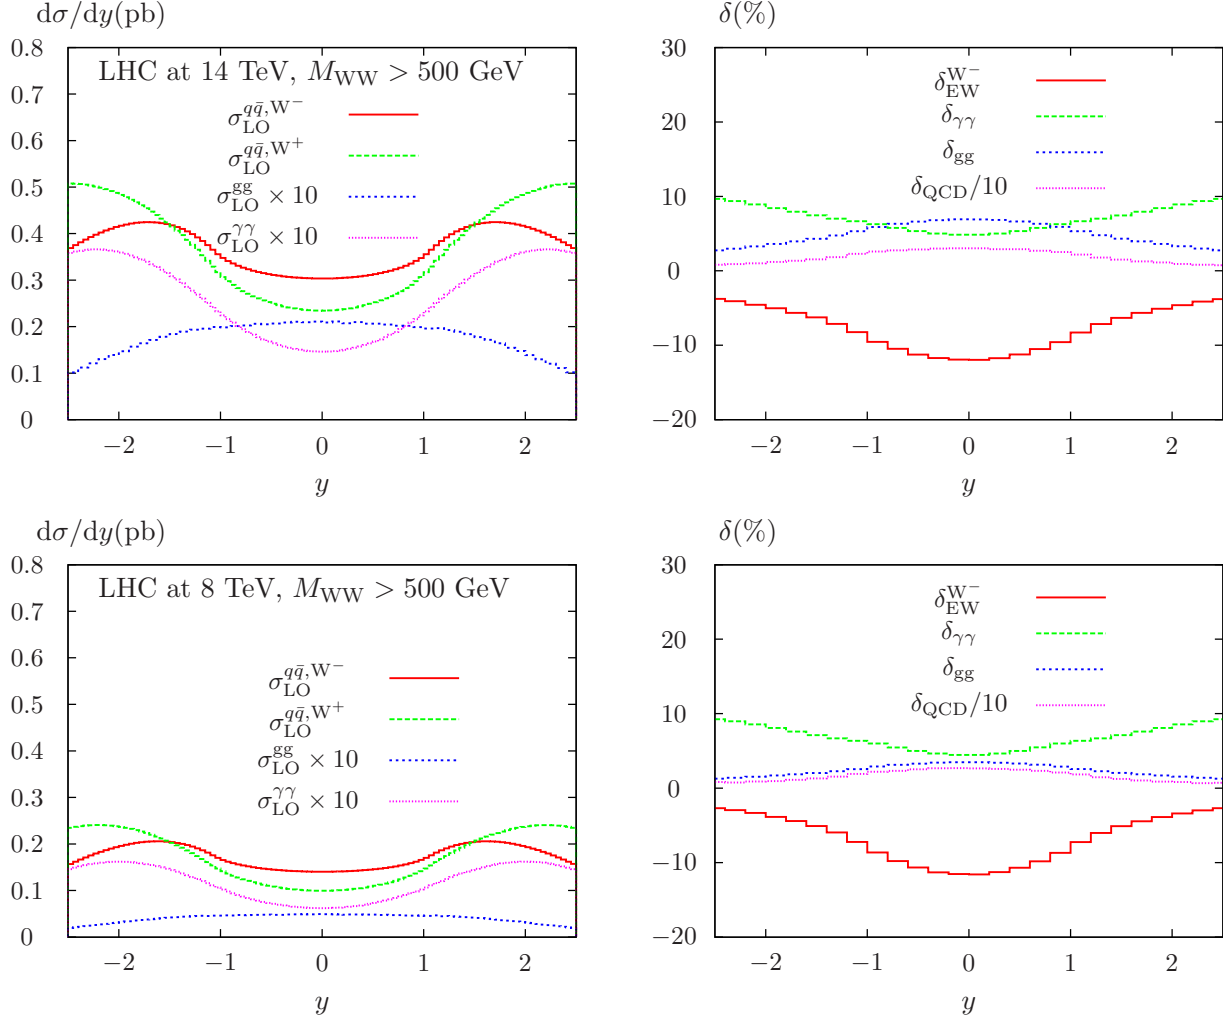 dσ/dy(pb)
0.8
0.7
0.6
0.5
0.4
0.3
0.2
0.1
0
LHC at 14 TeV, M_WW > 500 GeV
σ_LO^{qq̄,W−}
σ_LO^{qq̄,W+}
σ_LO^{gg} × 10
σ_LO^{γγ} × 10
−2 −1 0 1 2
y
δ(%)
30
20
10
0
−10
−20
δ_EW^{W−}
δ_γγ
δ_gg
δ_QCD/10
−2 −1 0 1 2
y
dσ/dy(pb)
0.8
0.7
0.6
0.5
0.4
0.3
0.2
0.1
0
LHC at 8 TeV, M_WW > 500 GeV
σ_LO^{qq̄,W−}
σ_LO^{qq̄,W+}
σ_LO^{gg} × 10
σ_LO^{γγ} × 10
−2 −1 0 1 2
y
δ(%)
30
20
10
0
−10
−20
δ_EW^{W−}
δ_γγ
δ_gg
δ_QCD/10
−2 −1 0 1 2
y